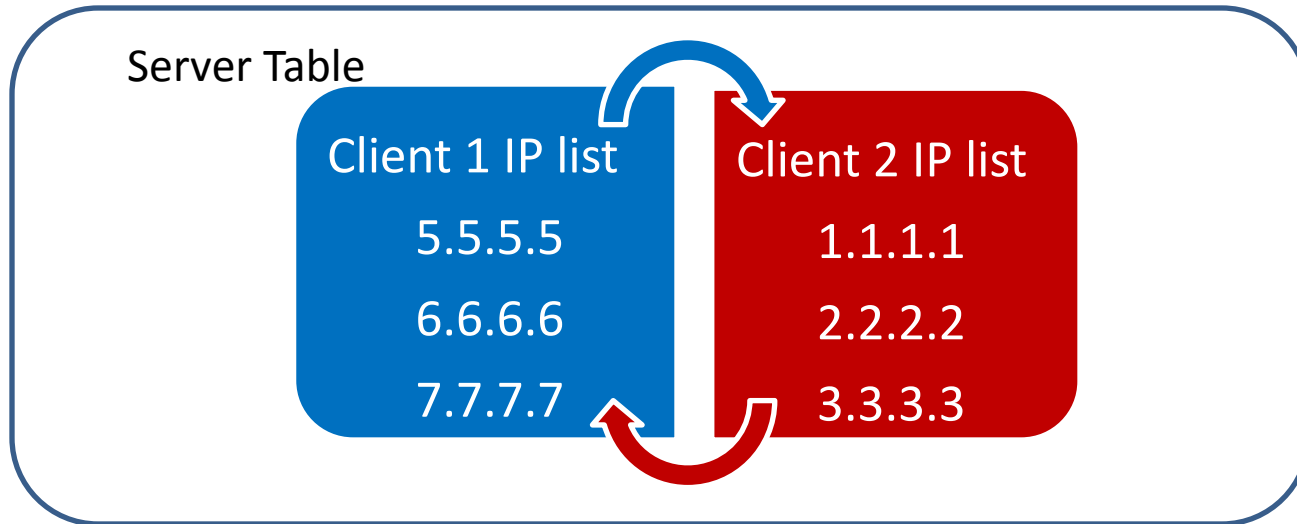 Server Table
Client 1 IP list
5.5.5.5
6.6.6.6
7.7.7.7
Client 2 IP list
1.1.1.1
2.2.2.2
3.3.3.3